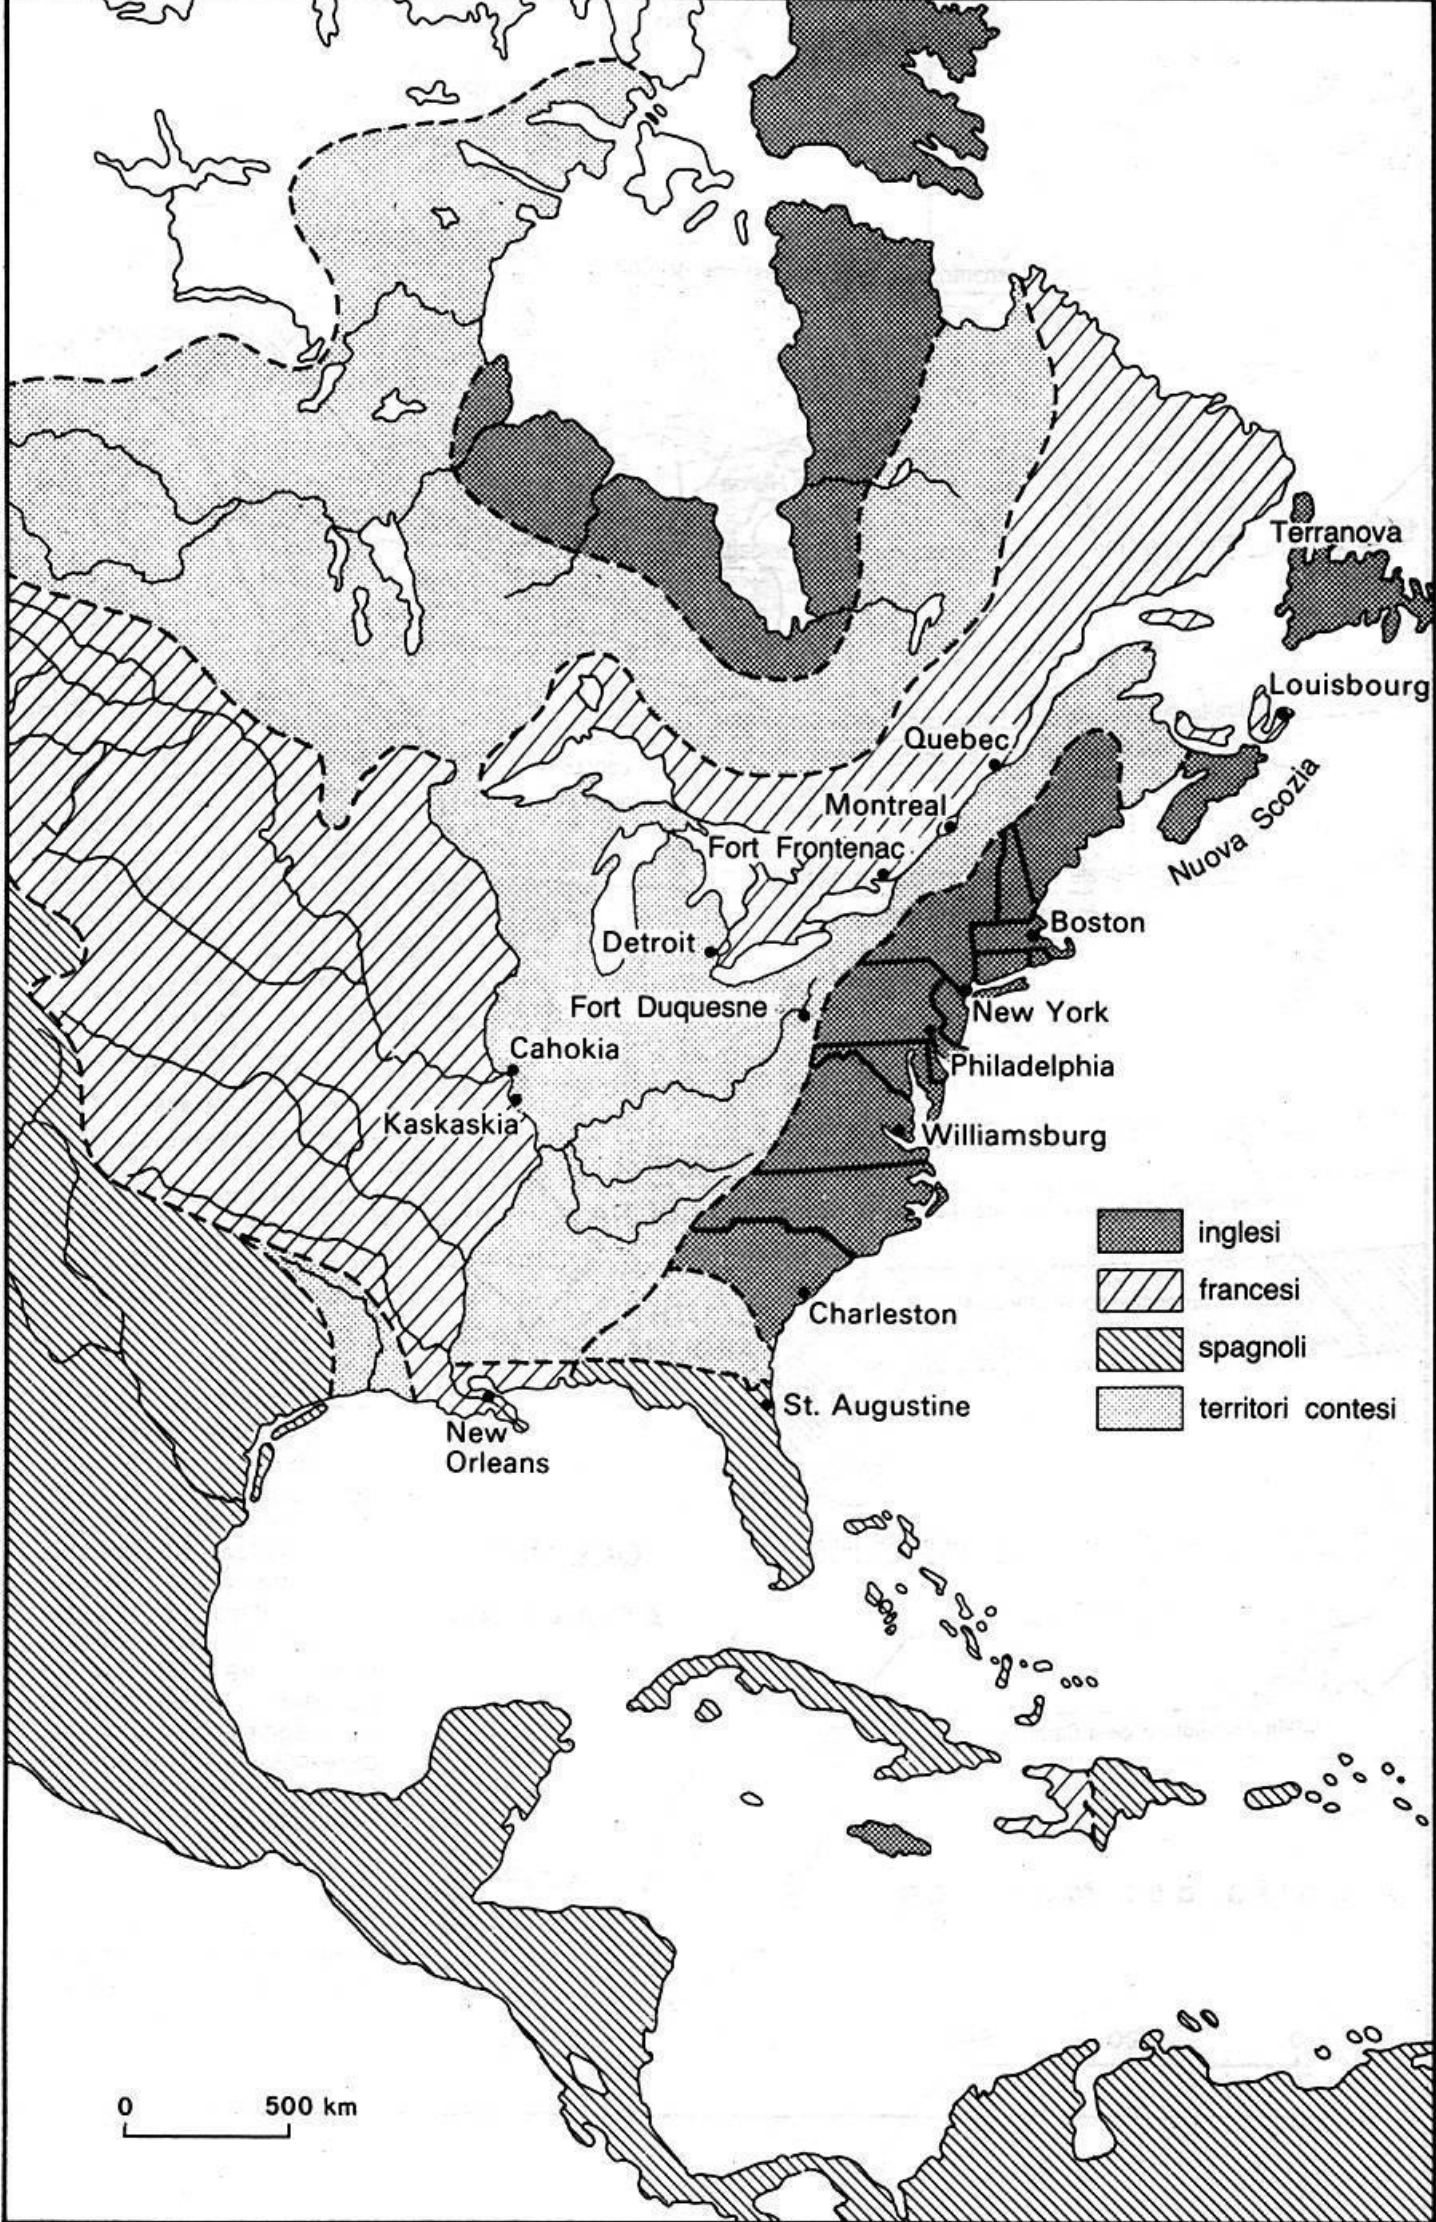 Terranova
Louisbourg
Quebec
Nuova Scozia
Montreal
Fort Frontenac
Boston
Detroit
Fort Duquesne
New York
Cahokia
Philadelphia
Kaskaskia
Williamsburg
inglesi
francesi
Charleston
spagnoli
St. Augustine
territori contesi
New
Orleans
0 500 km